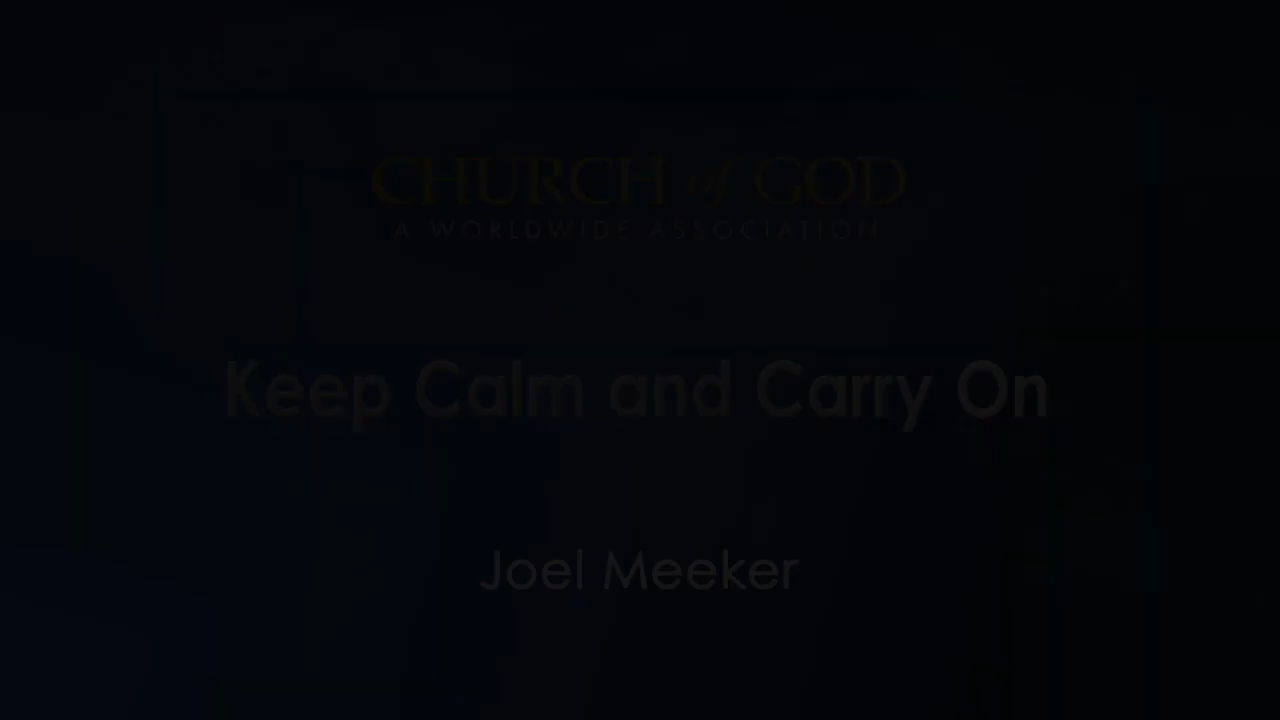 CHURCH of GOD
A WORLDWIDE ASSOCIATION
Keep Calm and Carry On
Joel Meeker